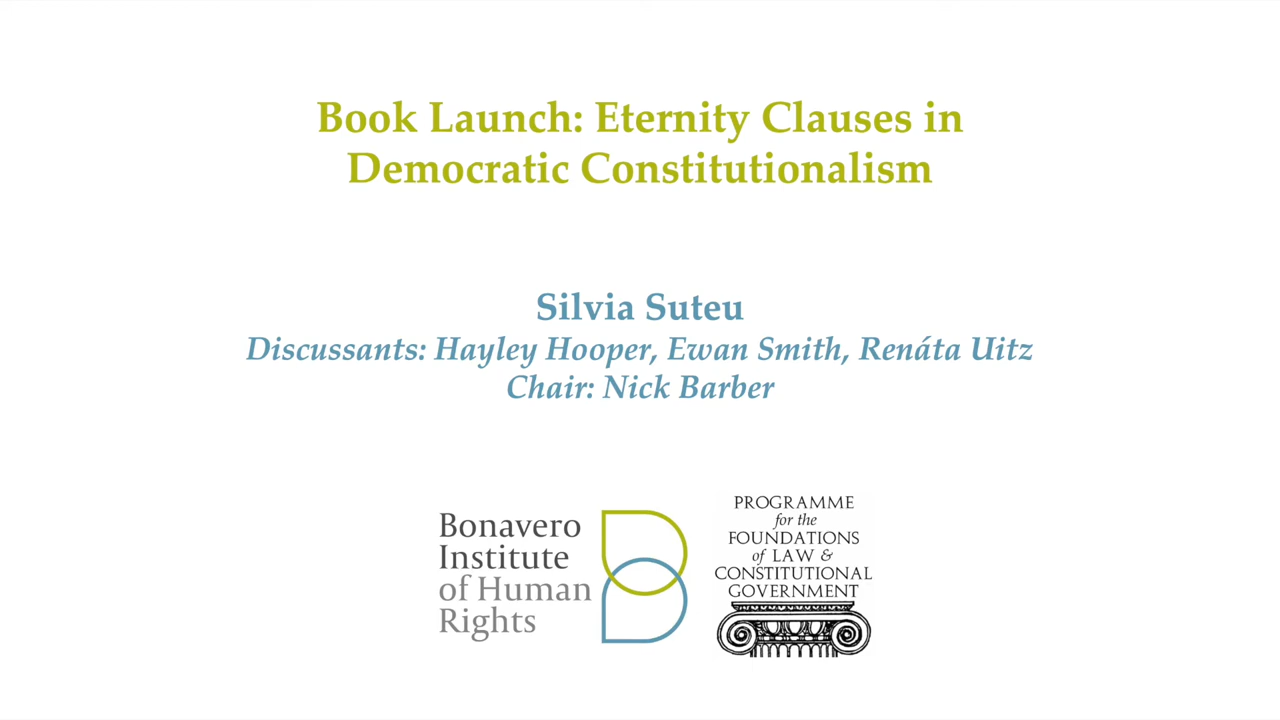 Book Launch: Eternity Clauses in
Democratic Constitutionalism
Silvia Suteu
Discussants: Hayley Hooper, Ewan Smith, Renáta Uitz
Chair: Nick Barber
Bonavero
Institute
of Human
Rights
PROGRAMME
for the
FOUNDATIONS
of LAW &
CONSTITUTIONAL
GOVERNMENT